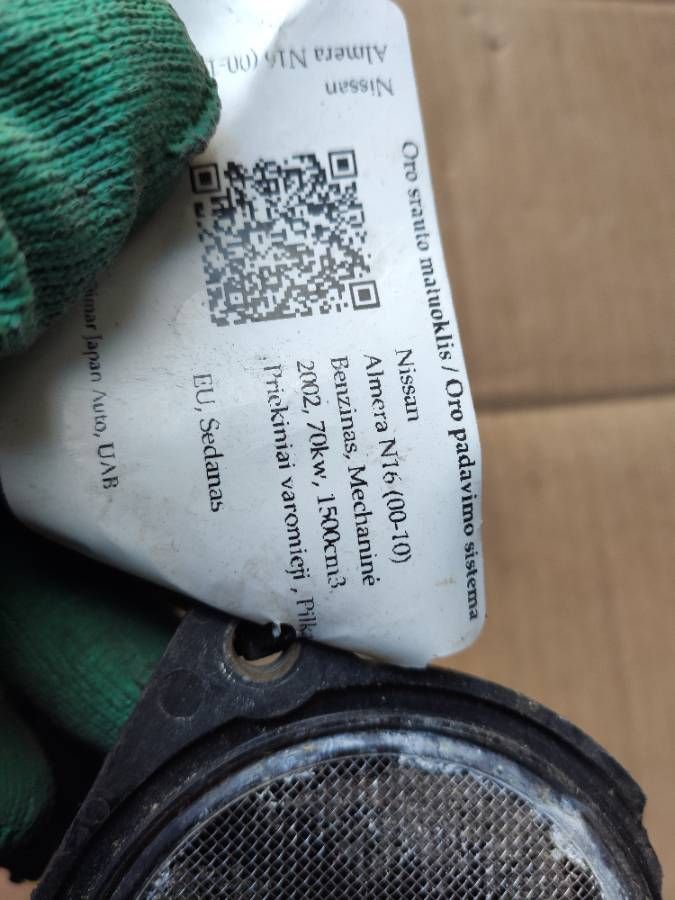 Oro srauto matuoklis / Oro padavimo sistema
Nissan
Almera N16 (00-10)
Benzinas, Mechaninė
2002, 70kw, 1500cm3,
Priekiniai varomieji , Pilk
EU, Sedanas
Japan Auto, UAB
Nissan
Almera N16 (00-1